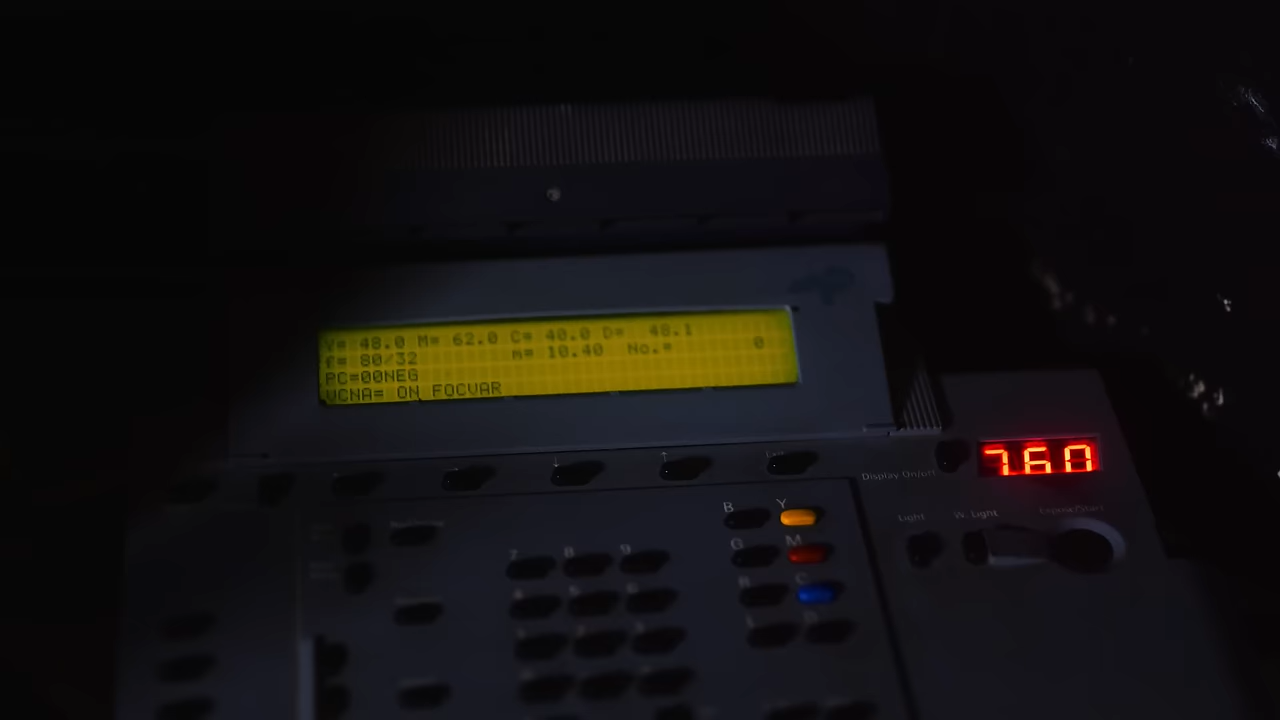 Y= 48.0 M= 62.0 C= 40.0 D= 48.1
f= 80/32 m= 10.40 No.= 0
PC=00NEG
VCNA= ON FOCVAR
760
Display On/off
Light W. Light
B Y
G M
C
7 8 9